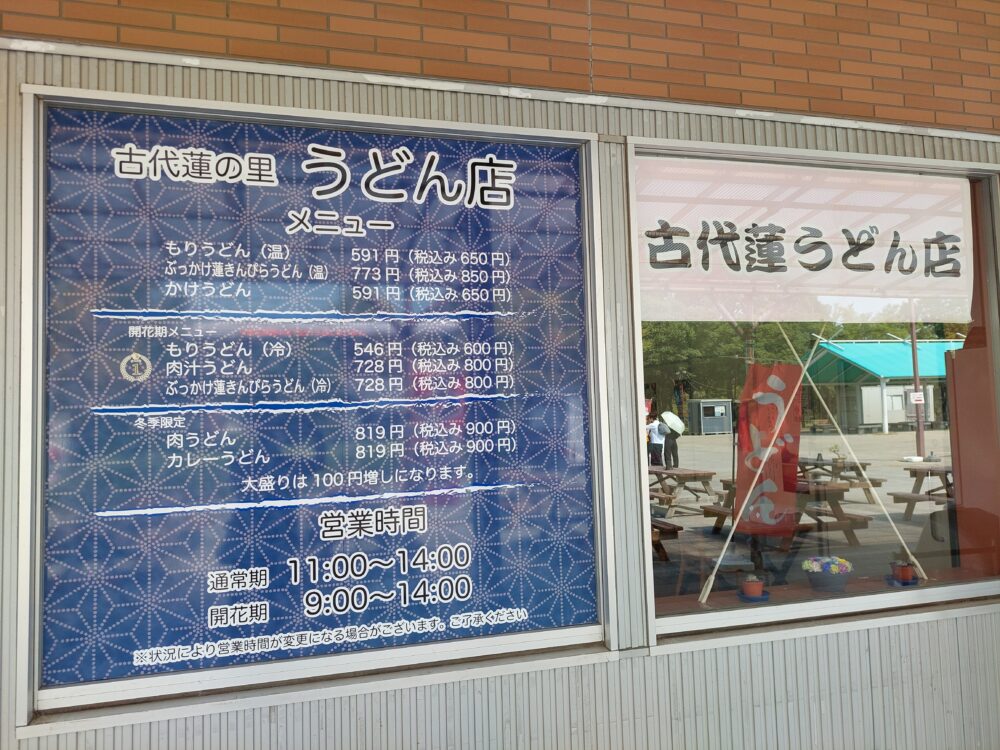 古代蓮の里 うどん店
メニュー
もりうどん(温) 591円(税込み650円)
ぶっかけ蓮きんぴらうどん(温) 773円(税込み850円)
かけうどん 591円(税込み650円)
開花期メニュー
もりうどん(冷) 546円(税込み600円)
肉汁うどん 728円(税込み800円)
ぶっかけ蓮きんぴらうどん(冷) 728円(税込み800円)
冬季限定
肉うどん 819円(税込み900円)
カレーうどん 819円(税込み900円)
大盛りは100円増しになります。
営業時間
通常期 11:00~14:00
開花期 9:00~14:00
※状況により営業時間が変更になる場合がございます。ご了承ください
古代蓮うどん店
うどん